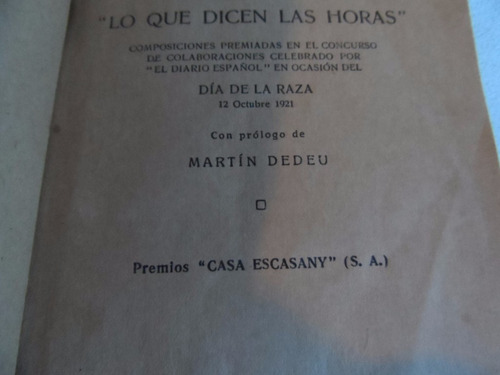 "LO QUE DICEN LAS HORAS"
COMPOSICIONES PREMIADAS EN EL CONCURSO
DE COLABORACIONES CELEBRADO POR
"EL DIARIO ESPAÑOL" EN OCASIÓN DEL
DÍA DE LA RAZA
12 Octubre 1921
Con prólogo de
MARTÍN DEDEU
Premios "CASA ESCASANY" (S. A.)